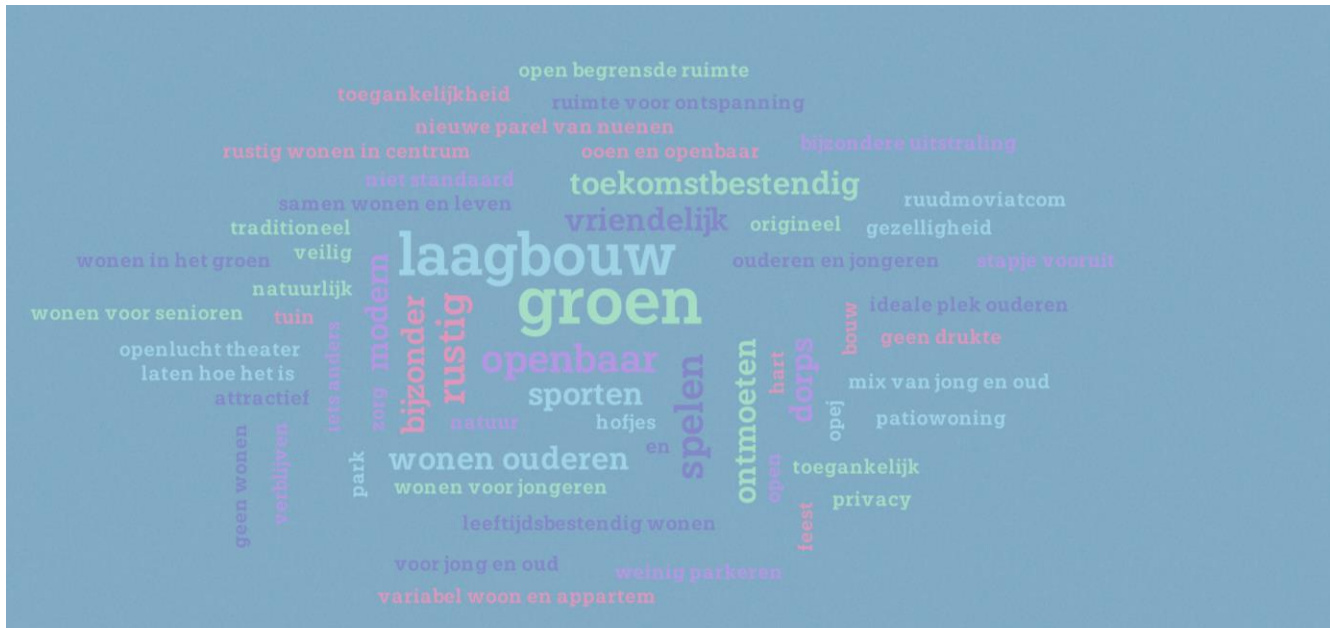 open begrensde ruimte
toegankelijkheid
ruimte voor ontspanning
nieuwe parel van nuenen
bijzondere uitstraling
rustig wonen in centrum
ooen en openbaar
niet standaard
toekomstbestendig
samen wonen en leven
ruudmoviatcom
traditioneel
vriendelijk
origineel
gezelligheid
veilig
laagbouw
wonen in het groen
ouderen en jongeren
stapje vooruit
natuurlijk
modern
groen
ideale plek ouderen
wonen voor senioren
tuin
bijzonder
rustig
bouw
geen drukte
openlucht theater
iets anders
openbaar
hart
dorps
laten hoe het is
mix van jong en oud
attractief
zorg
sporten
spelen
ontmoeten
natuur
hofjes
opej
patiowoning
en
geen wonen
verblijven
park
wonen ouderen
open
toegankelijk
wonen voor jongeren
privacy
leeftijdsbestendig wonen
feest
voor jong en oud
weinig parkeren
variabel woon en appartem